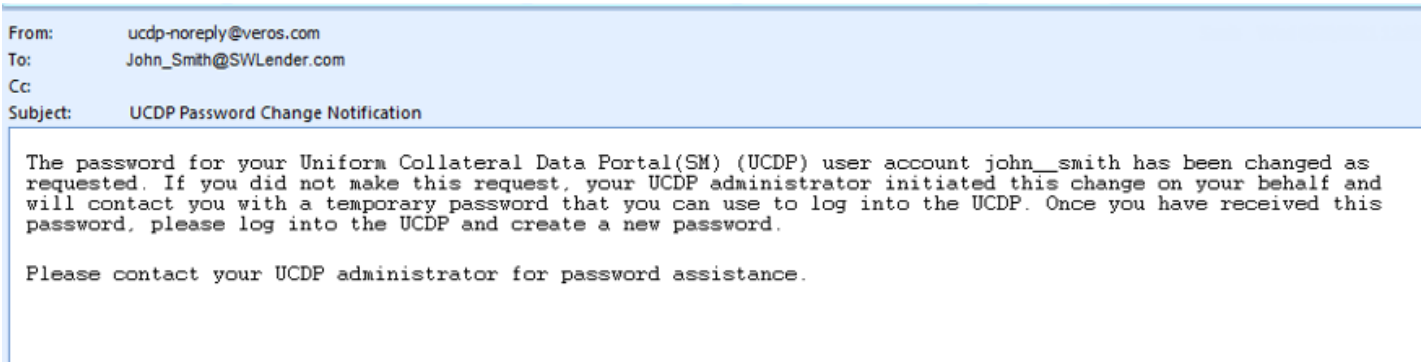 From: ucdp-noreply@veros.com
To: John_Smith@SWLender.com
Cc:
Subject: UCDP Password Change Notification
The password for your Uniform Collateral Data Portal(SM) (UCDP) user account john__smith has been changed as
requested. If you did not make this request, your UCDP administrator initiated this change on your behalf and
will contact you with a temporary password that you can use to log into the UCDP. Once you have received this
password, please log into the UCDP and create a new password.
Please contact your UCDP administrator for password assistance.